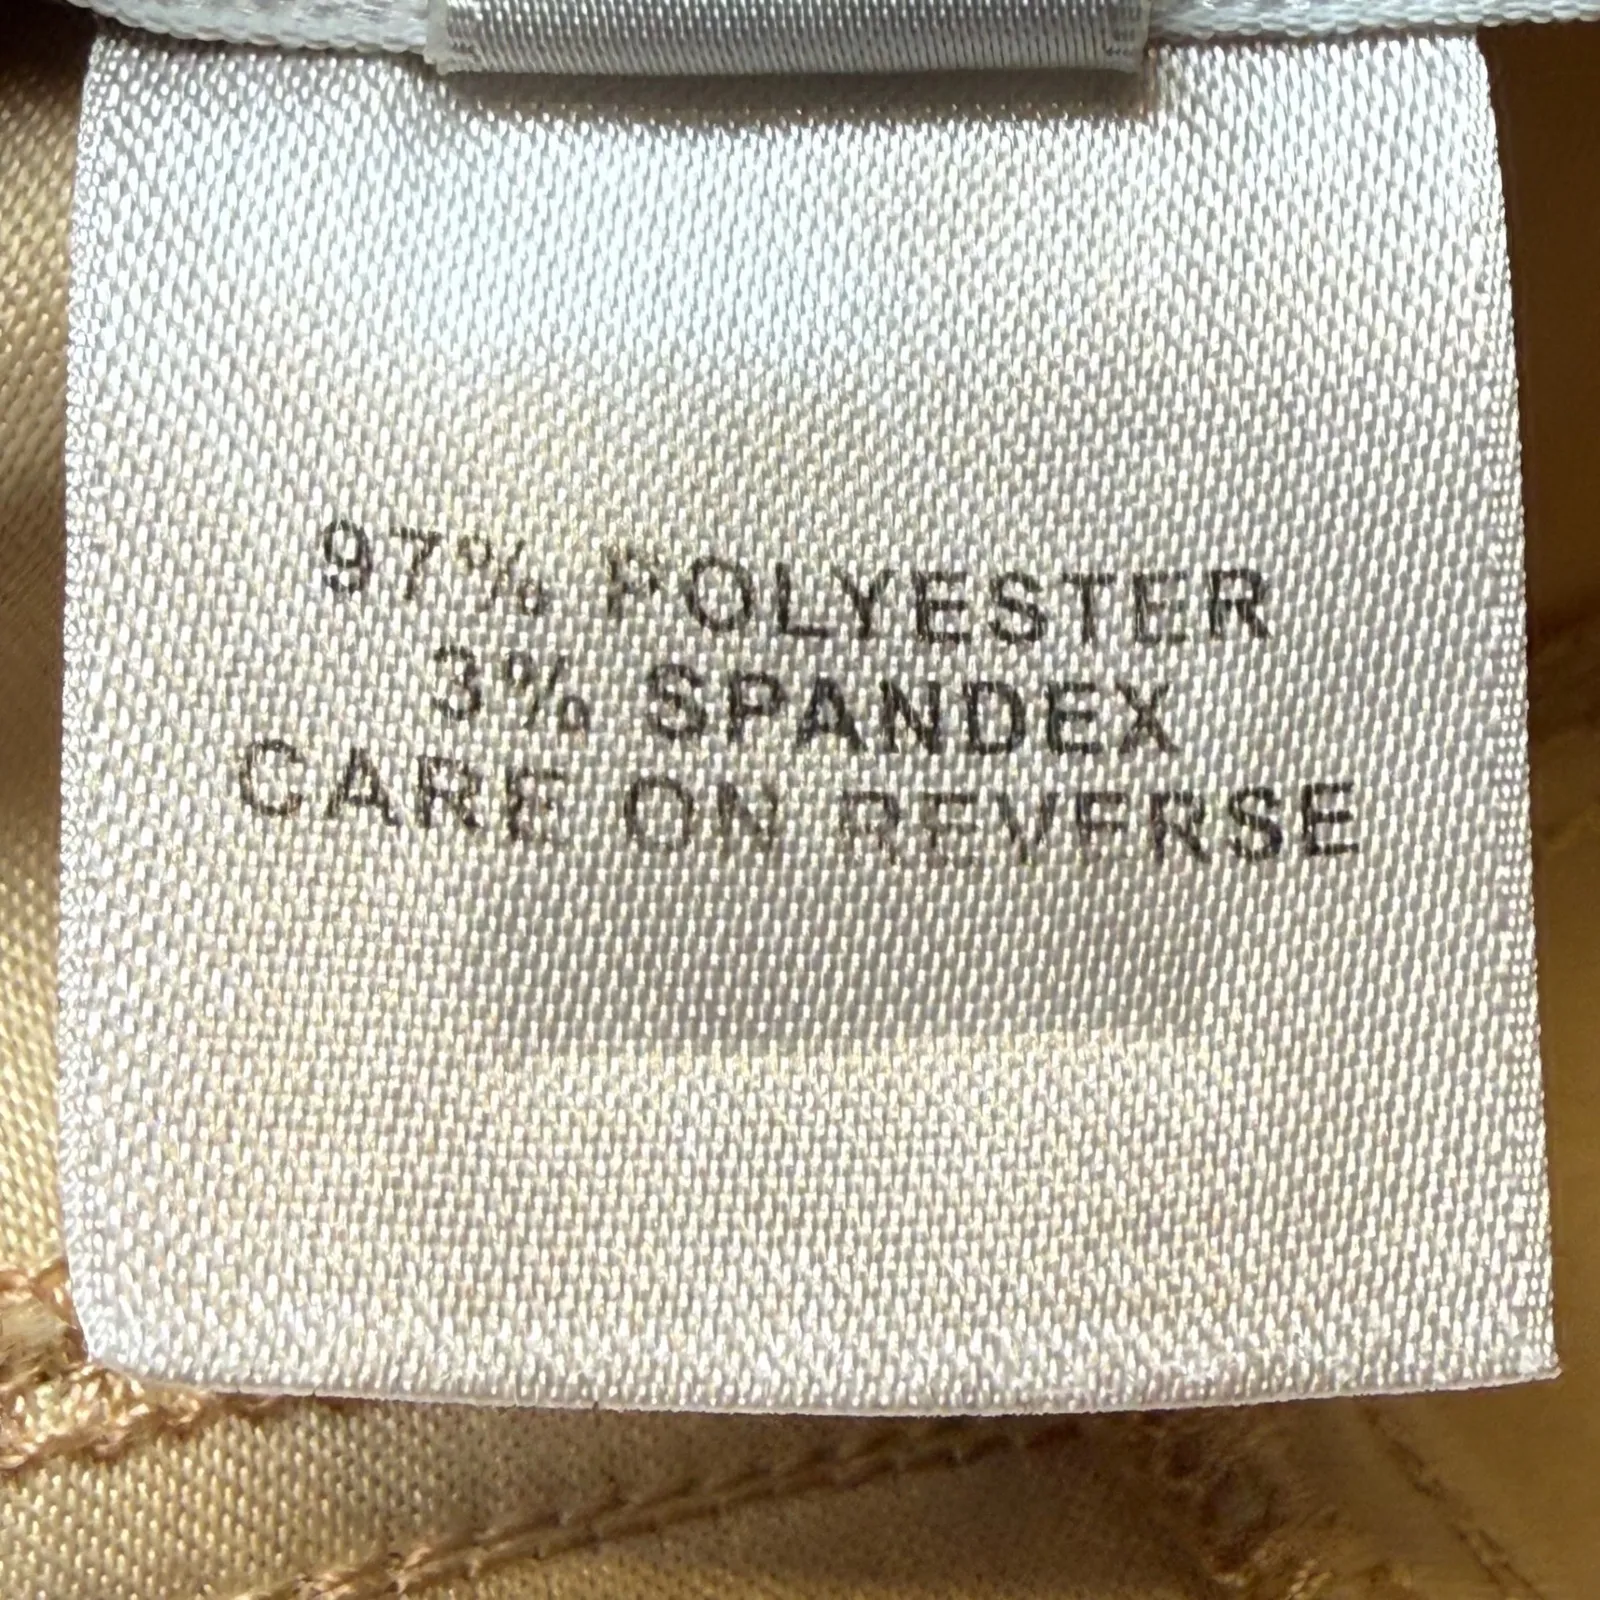 97% POLYESTER
3% SPANDEX
CARE ON REVERSE